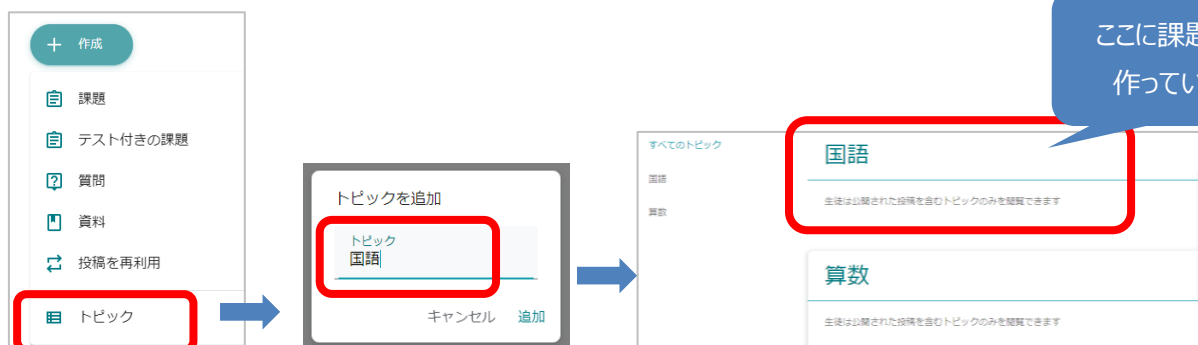 作成
課題
テスト付きの課題
質問
資料
投稿を再利用
トピック
トピックを追加
トピック
国語
キャンセル 追加
すべてのトピック
国語
算数
国語
生徒は公開された投稿を含むトピックのみを閲覧できます
算数
生徒は公開された投稿を含むトピックのみを閲覧できます
ここに課題
作ってい